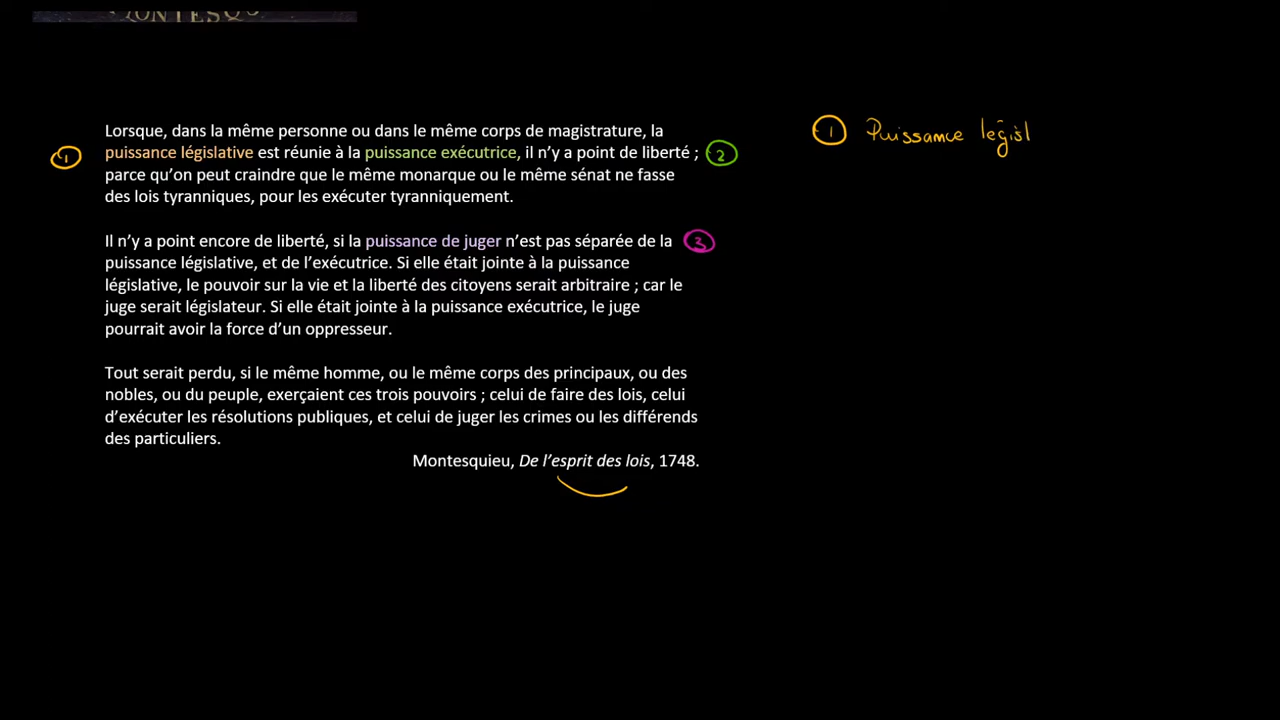 Lorsque, dans la même personne ou dans le même corps de magistrature, la
puissance législative est réunie à la puissance exécutrice, il n’y a point de liberté ;
parce qu’on peut craindre que le même monarque ou le même sénat ne fasse
des lois tyranniques, pour les exécuter tyranniquement.
Il n’y a point encore de liberté, si la puissance de juger n’est pas séparée de la
puissance législative, et de l’exécutrice. Si elle était jointe à la puissance
législative, le pouvoir sur la vie et la liberté des citoyens serait arbitraire ; car le
juge serait législateur. Si elle était jointe à la puissance exécutrice, le juge
pourrait avoir la force d’un oppresseur.
Tout serait perdu, si le même homme, ou le même corps des principaux, ou des
nobles, ou du peuple, exerçaient ces trois pouvoirs ; celui de faire des lois, celui
d’exécuter les résolutions publiques, et celui de juger les crimes ou les différends
des particuliers.
Montesquieu, De l’esprit des lois, 1748.
1
2
3
1 Puissance législ